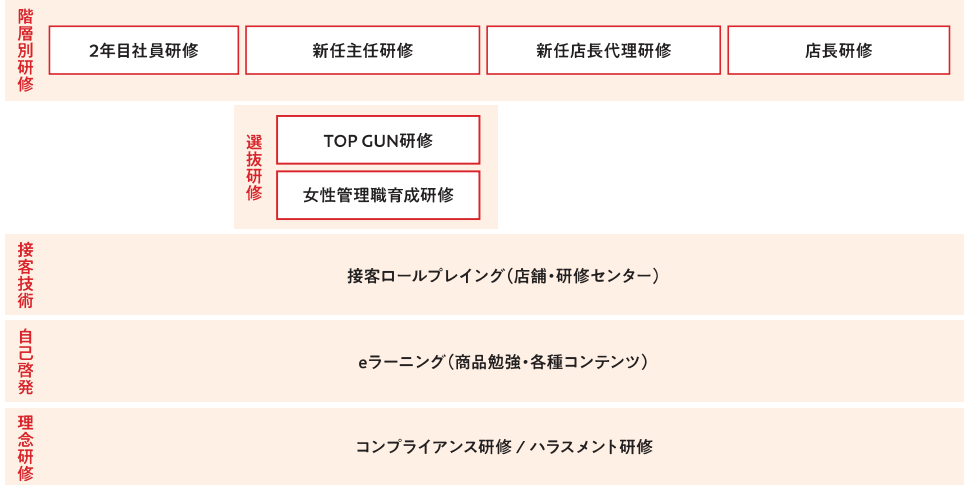 階層別研修
2年目社員研修
新任主任研修
新任店長代理研修
店長研修
選抜研修
TOP GUN研修
女性管理職育成研修
接客技術
接客ロールプレイング(店舗・研修センター)
自己啓発
eラーニング(商品勉強・各種コンテンツ)
理念研修
コンプライアンス研修 / ハラスメント研修